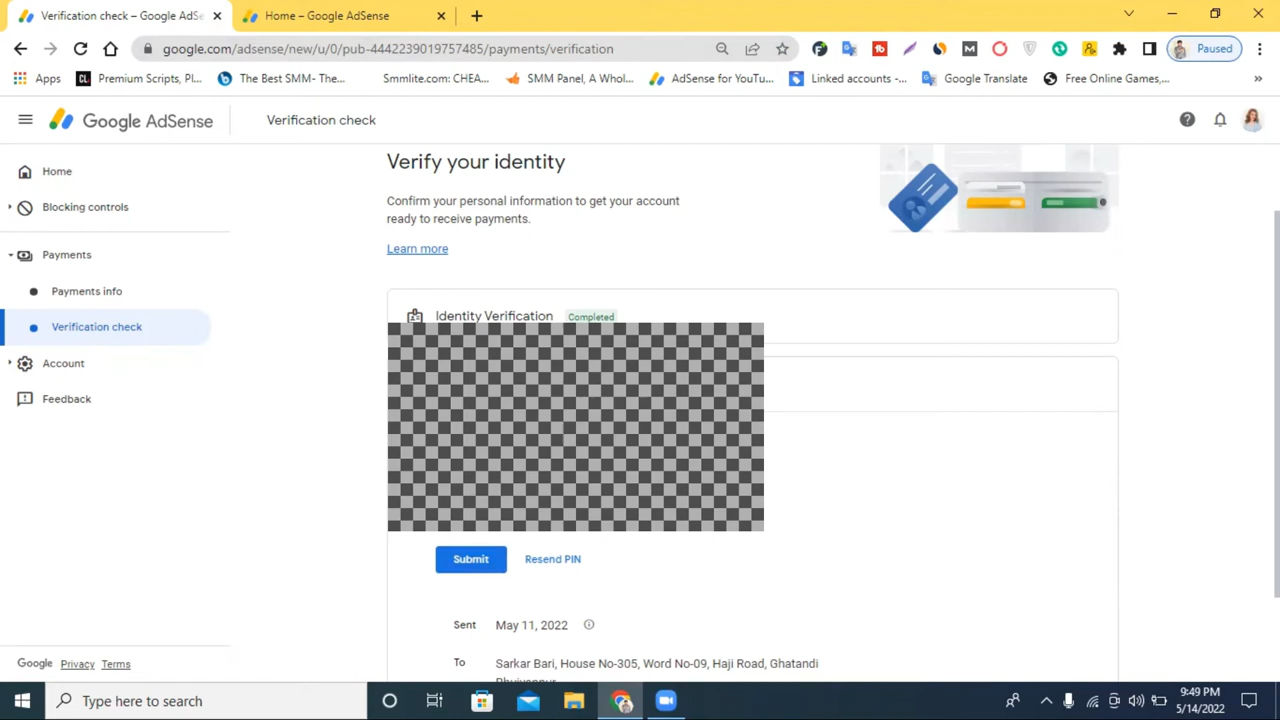 Verification check – Google AdSe
Home – Google AdSense
google.com/adsense/new/u/0/pub-4442239019757485/payments/verification
Paused
Apps
Premium Scripts, Pl...
The Best SMM- The...
Smmlite.com: CHEA...
SMM Panel, A Whol...
AdSense for YouTu...
Linked accounts -...
Google Translate
Free Online Games,...
Google AdSense
Verification check
Home
Blocking controls
Payments
Payments info
Verification check
Account
Feedback
Google Privacy Terms
Verify your identity
Confirm your personal information to get your account
ready to receive payments.
Learn more
Identity Verification Completed
Submit Resend PIN
Sent May 11, 2022
To Sarkar Bari, House No-305, Word No-09, Haji Road, Ghatandi
Type here to search
9:49 PM
5/14/2022